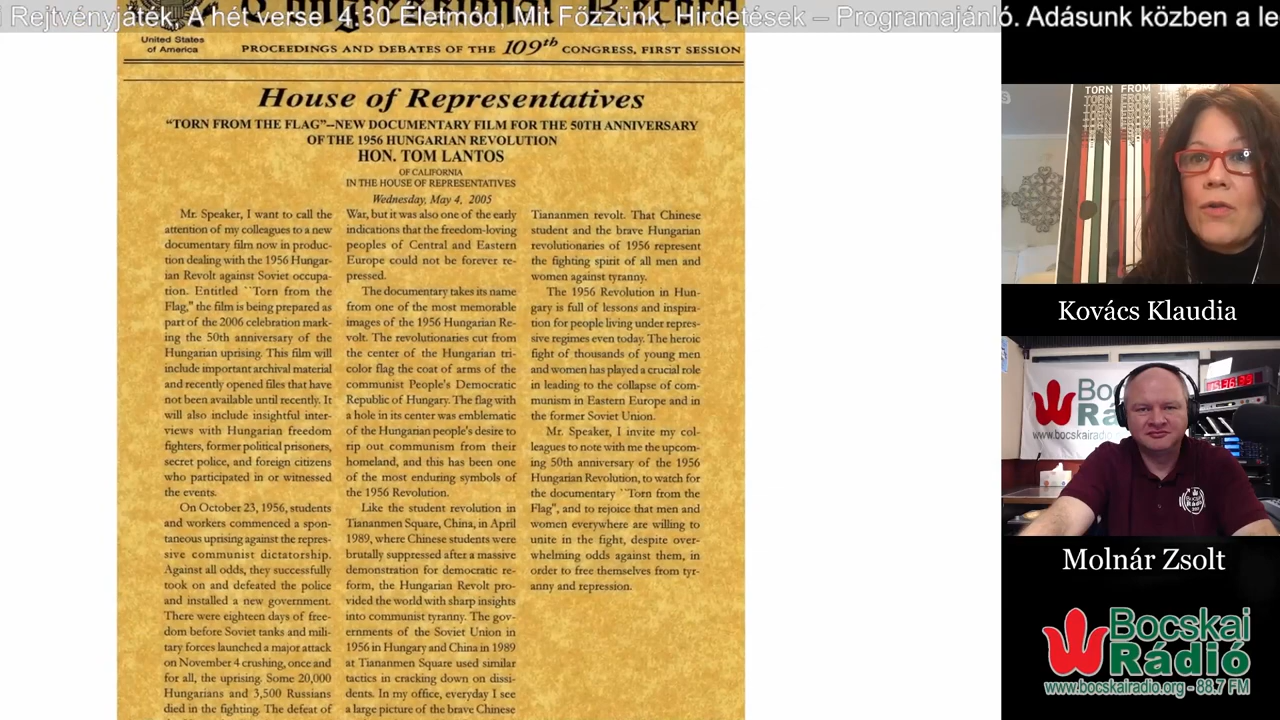 Rejtvényjáték, A hét verse 4:30 Életmód, Mit Főzzünk, Hirdetések – Programajánló. Adásunk közben a le
Congressional Record
United States
of America
PROCEEDINGS AND DEBATES OF THE 109th CONGRESS, FIRST SESSION
House of Representatives
“TORN FROM THE FLAG”--NEW DOCUMENTARY FILM FOR THE 50TH ANNIVERSARY
OF THE 1956 HUNGARIAN REVOLUTION
HON. TOM LANTOS
OF CALIFORNIA
IN THE HOUSE OF REPRESENTATIVES
Wednesday, May 4, 2005
Mr. Speaker, I want to call the
attention of my colleagues to a new
documentary film now in produc-
tion dealing with the 1956 Hungar-
ian Revolt against Soviet occupa-
tion. Entitled ``Torn from the
Flag," the film is being prepared as
part of the 2006 celebration mark-
ing the 50th anniversary of the
Hungarian uprising. This film will
include important archival material
and recently opened files that have
not been available until recently. It
will also include insightful inter-
views with Hungarian freedom
fighters, former political prisoners,
secret police, and foreign citizens
who participated in or witnessed
the events.
On October 23, 1956, students
and workers commenced a spon-
taneous uprising against the repres-
sive communist dictatorship.
Against all odds, they successfully
took on and defeated the police
and installed a new government.
There were eighteen days of free-
dom before Soviet tanks and mili-
tary forces launched a major attack
on November 4 crushing, once and
for all, the uprising. Some 20,000
Hungarians and 3,500 Russians
died in the fighting. The defeat of
War, but it was also one of the early
indications that the freedom-loving
peoples of Central and Eastern
Europe could not be forever re-
pressed.
The documentary takes its name
from one of the most memorable
images of the 1956 Hungarian Re-
volt. The revolutionaries cut from
the center of the Hungarian tri-
color flag the coat of arms of the
communist People's Democratic
Republic of Hungary. The flag with
a hole in its center was emblematic
of the Hungarian people's desire to
rip out communism from their
homeland, and this has been one
of the most enduring symbols of
the 1956 Revolution.
Like the student revolution in
Tiananmen Square, China, in April
1989, where Chinese students were
brutally suppressed after a massive
demonstration for democratic re-
form, the Hungarian Revolt pro-
vided the world with sharp insights
into communist tyranny. The gov-
ernments of the Soviet Union in
1956 in Hungary and China in 1989
at Tiananmen Square used similar
tactics in cracking down on dissi-
dents. In my office, everyday I see
a large picture of the brave Chinese
Tiananmen revolt. That Chinese
student and the brave Hungarian
revolutionaries of 1956 represent
the fighting spirit of all men and
women against tyranny.
The 1956 Revolution in Hun-
gary is full of lessons and inspira-
tion for people living under repres-
sive regimes even today. The heroic
fight of thousands of young men
and women has played a crucial role
in leading to the collapse of com-
munism in Eastern Europe and in
the former Soviet Union.
Mr. Speaker, I invite my col-
leagues to note with me the upcom-
ing 50th anniversary of the 1956
Hungarian Revolution, to watch for
the documentary ``Torn from the
Flag", and to rejoice that men and
women everywhere are willing to
unite in the fight, despite over-
whelming odds against them, in
order to free themselves from tyr-
anny and repression.
TORN FROM
Kovács Klaudia
Bocskai
Rá
www.bocskairadio
Bocskai
Rádió
Molnár Zsolt
Bocskai
Rádió
www.bocskairadio.org - 88.7 FM